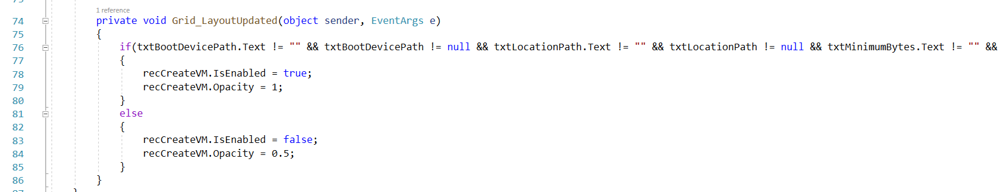 1 reference
74 private void Grid_LayoutUpdated(object sender, EventArgs e)
75 {
76 if(txtBootDevicePath.Text != "" && txtBootDevicePath != null && txtLocationPath.Text != "" && txtLocationPath != null && txtMinimumBytes.Text != "" &&
77 {
78 recCreateVM.IsEnabled = true;
79 recCreateVM.Opacity = 1;
80 }
81 else
82 {
83 recCreateVM.IsEnabled = false;
84 recCreateVM.Opacity = 0.5;
85 }
86 }